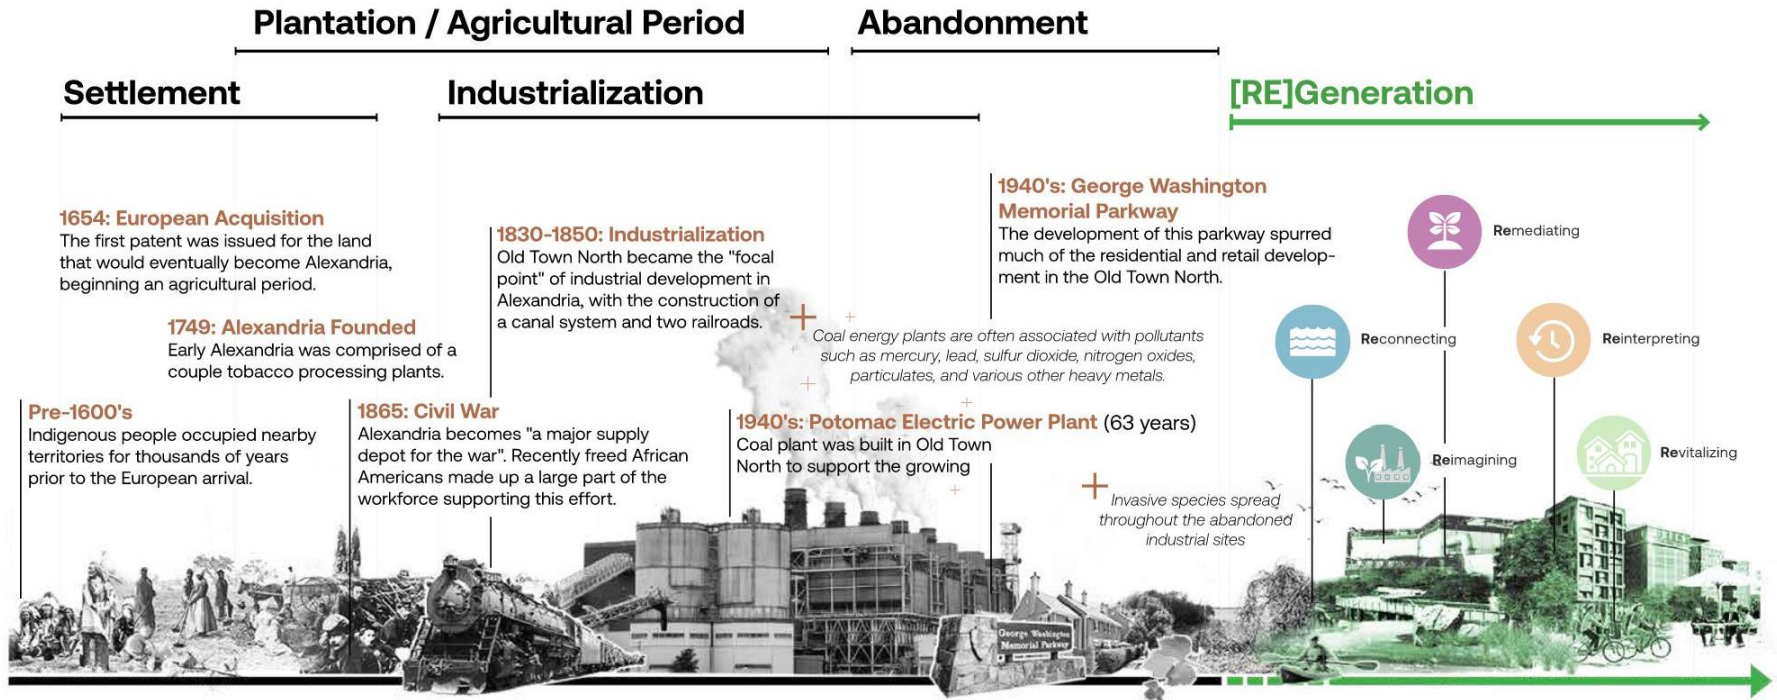 Plantation / Agricultural Period
Abandonment
Settlement
Industrialization
[RE]Generation
1654: European Acquisition
The first patent was issued for the land
that would eventually become Alexandria,
beginning an agricultural period.
1749: Alexandria Founded
Early Alexandria was comprised of a
couple tobacco processing plants.
Pre-1600's
Indigenous people occupied nearby
territories for thousands of years
prior to the European arrival.
1865: Civil War
Alexandria becomes "a major supply
depot for the war". Recently freed African
Americans made up a large part of the
workforce supporting this effort.
1830-1850: Industrialization
Old Town North became the "focal
point" of industrial development in
Alexandria, with the construction of
a canal system and two railroads.
Coal energy plants are often associated with pollutants
such as mercury, lead, sulfur dioxide, nitrogen oxides,
particulates, and various other heavy metals.
1940's: Potomac Electric Power Plant (63 years)
Coal plant was built in Old Town
North to support the growing
1940's: George Washington
Memorial Parkway
The development of this parkway spurred
much of the residential and retail develop-
ment in the Old Town North.
Invasive species spread
throughout the abandoned
industrial sites
Remediating
Reconnecting
Reinterpreting
Reimagining
Revitalizing
George Washington
Memorial Parkway